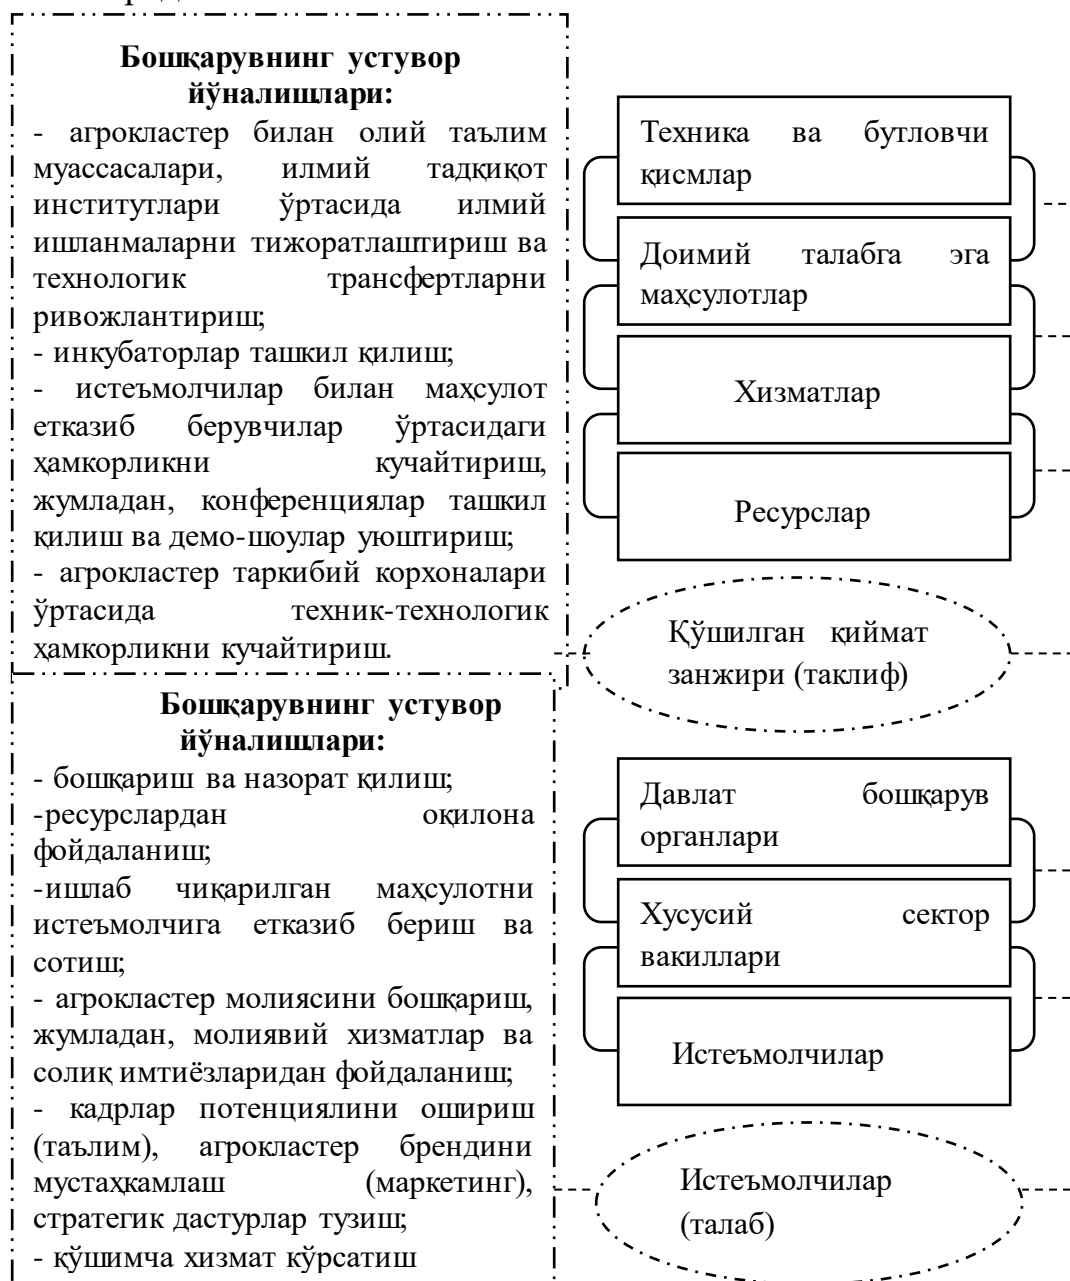 Бошқарувнинг устувор
йўналишлари:
- агрокластер билан олий таълим
муассасалари, илмий тадқиқот
институтлари ўртасида илмий
ишланмаларни тижоратлаштириш ва
технологик трансфертларни
ривожлантириш;
- инкубаторлар ташкил қилиш;
- истеъмолчилар билан маҳсулот
етказиб берувчилар ўртасидаги
ҳамкорликни кучайтириш,
жумладан, конференциялар ташкил
қилиш ва демо-шоулар уюштириш;
- агрокластер таркибий корхоналари
ўртасида техник-технологик
ҳамкорликни кучайтириш.
Бошқарувнинг устувор
йўналишлари:
- бошқариш ва назорат қилиш;
-ресурслардан оқилона
фойдаланиш;
-ишлаб чиқарилган маҳсулотни
истеъмолчига етказиб бериш ва
сотиш;
- агрокластер молиясини бошқариш,
жумладан, молиявий хизматлар ва
солиқ имтиёзларидан фойдаланиш;
- кадрлар потенциялини ошириш
(таълим), агрокластер брендини
мустаҳкамлаш (маркетинг),
стратегик дастурлар тузиш;
- қўшимча хизмат кўрсатиш
Техника ва бутловчи
қисмлар
Доимий талабга эга
маҳсулотлар
Хизматлар
Ресурслар
Қўшилган қиймат
занжири (таклиф)
Давлат бошқарув
органлари
Хусусий сектор
вакиллари
Истеъмолчилар
Истеъмолчилар
(талаб)